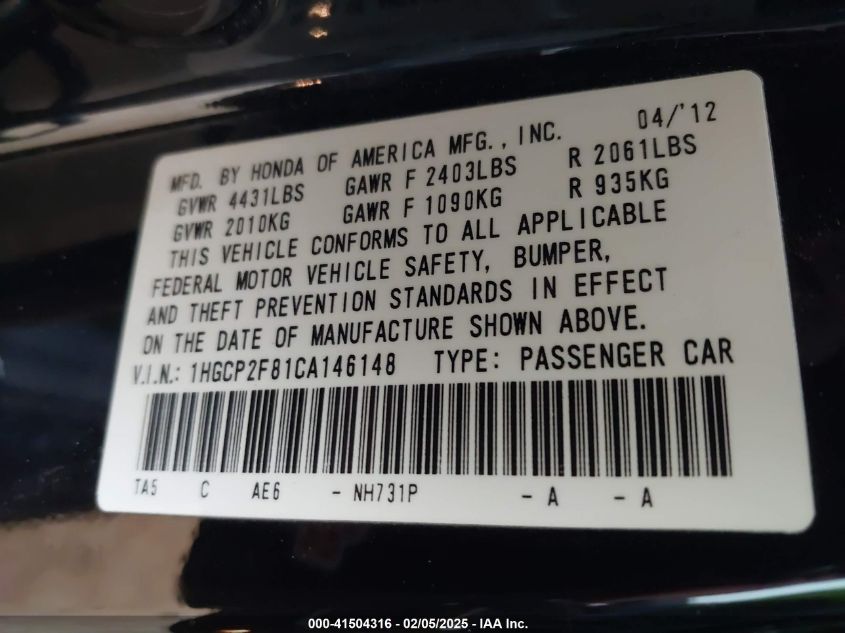 MFD. BY HONDA OF AMERICA MFG., INC. 04/'12
GVWR 4431LBS GAWR F 2403LBS R 2061LBS
GVWR 2010KG GAWR F 1090KG R 935KG
THIS VEHICLE CONFORMS TO ALL APPLICABLE
FEDERAL MOTOR VEHICLE SAFETY, BUMPER,
AND THEFT PREVENTION STANDARDS IN EFFECT
ON THE DATE OF MANUFACTURE SHOWN ABOVE.
V.I.N.: 1HGCP2F81CA146148 TYPE: PASSENGER CAR
TA5 C AE6 - NH731P - A - A
000-41504316 - 02/05/2025 - IAA Inc.